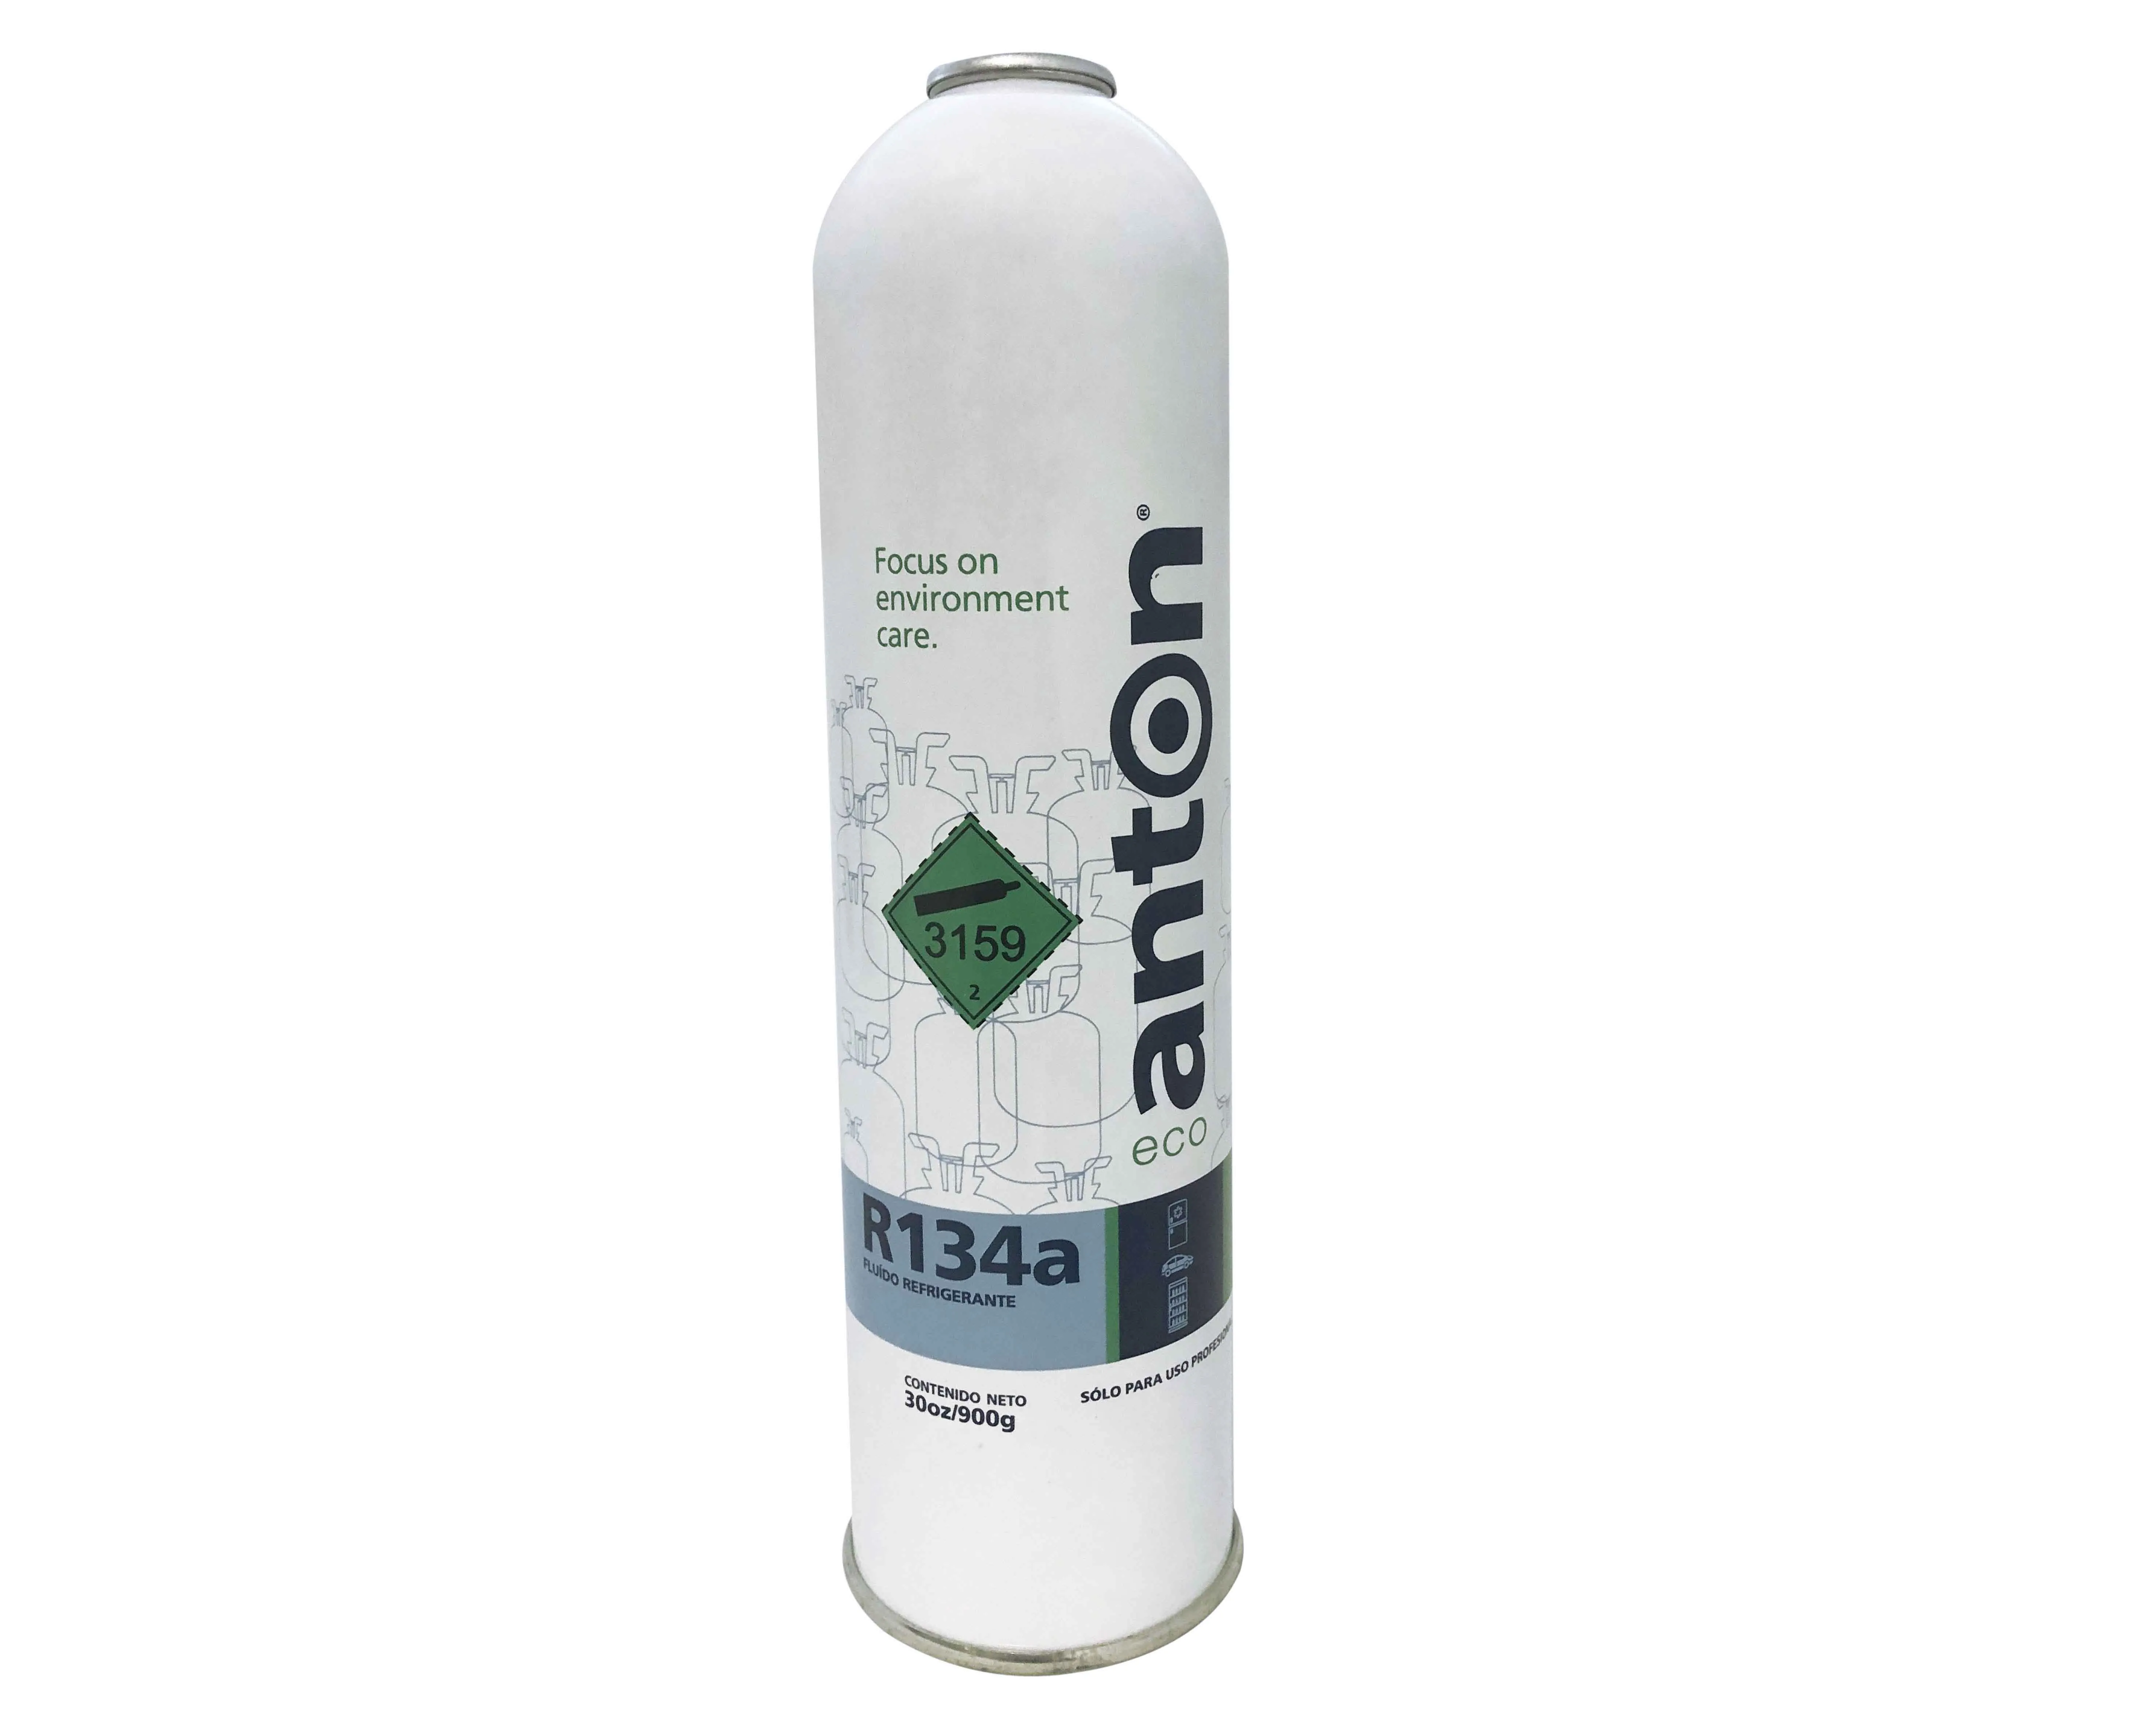 Focus on
environment
care.
anton®
eco
3159
2
R134a
FLUÍDO REFRIGERANTE
CONTENIDO NETO
30oz/900g
SÓLO PARA USO